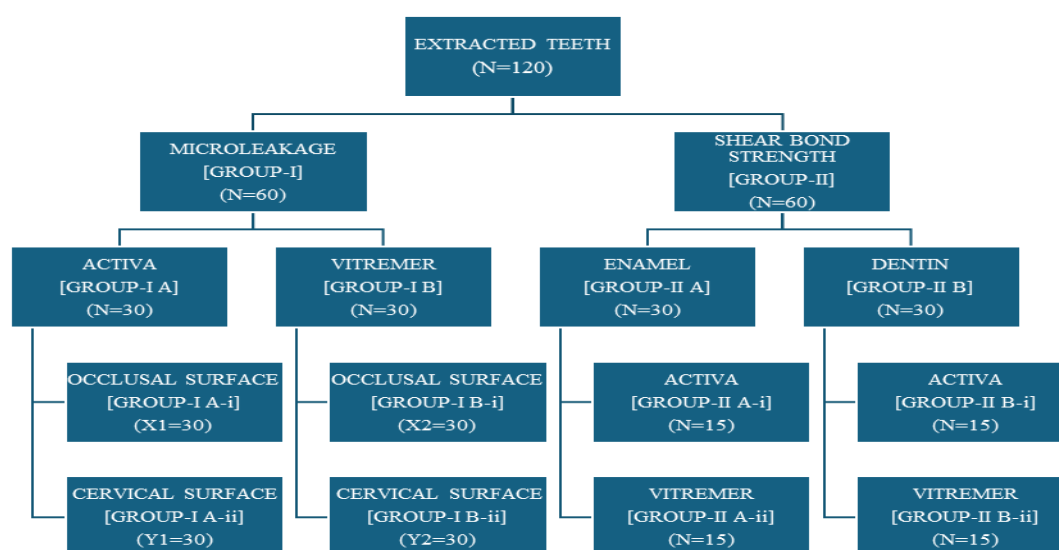 EXTRACTED TEETH
(N=120)
MICROLEAKAGE
[GROUP-I]
(N=60)
SHEAR BOND
STRENGTH
[GROUP-II]
(N=60)
ACTIVA
[GROUP-I A]
(N=30)
VITREMER
[GROUP-I B]
(N=30)
ENAMEL
[GROUP-II A]
(N=30)
DENTIN
[GROUP-II B]
(N=30)
OCCLUSAL SURFACE
[GROUP-I A-i]
(X1=30)
OCCLUSAL SURFACE
[GROUP-I B-i]
(X2=30)
ACTIVA
[GROUP-II A-i]
(N=15)
ACTIVA
[GROUP-II B-i]
(N=15)
CERVICAL SURFACE
[GROUP-I A-ii]
(Y1=30)
CERVICAL SURFACE
[GROUP-I B-ii]
(Y2=30)
VITREMER
[GROUP-II A-ii]
(N=15)
VITREMER
[GROUP-II B-ii]
(N=15)